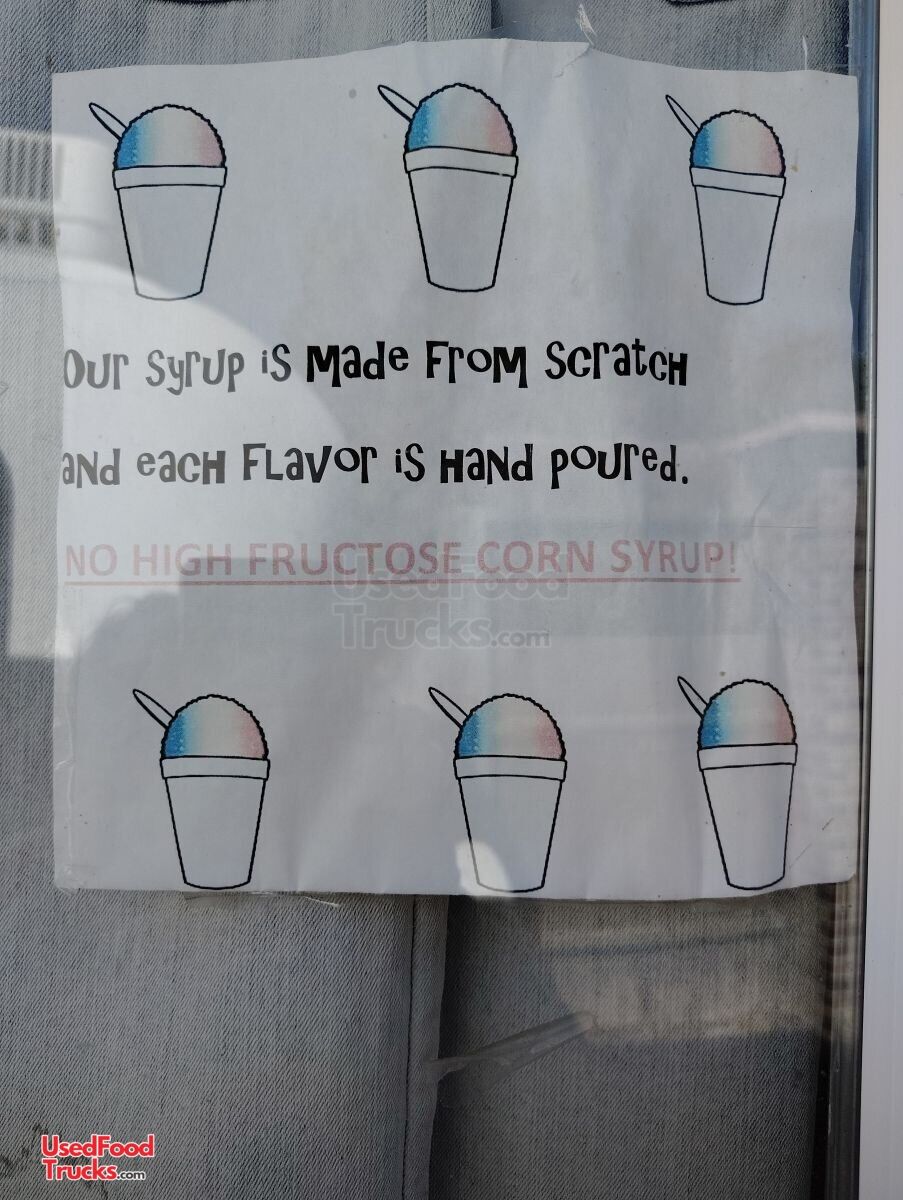 Our Syrup is Made From Scratch
and each Flavor is Hand Poured.
NO HIGH FRUCTOSE CORN SYRUP!
UsedFood
Trucks.com
UsedFood
Trucks.com